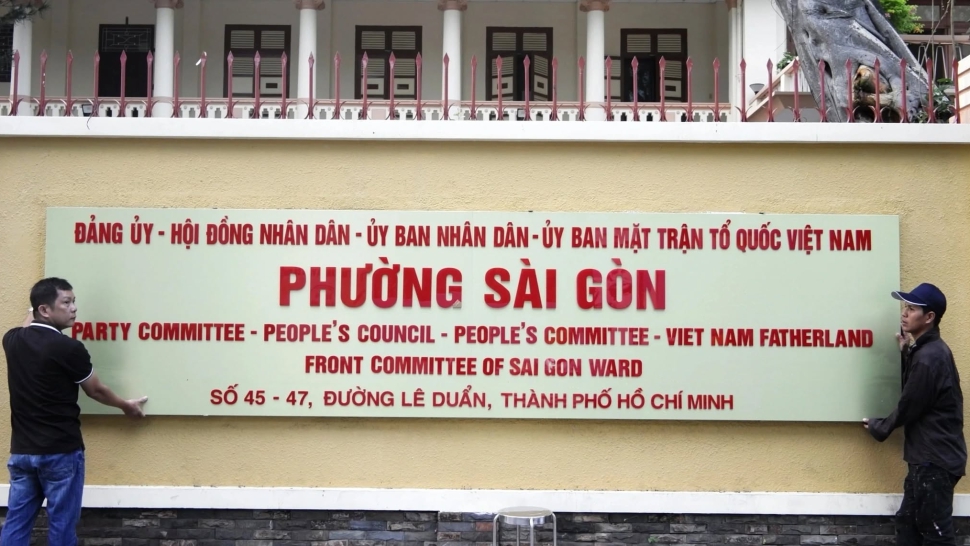 ĐẢNG ỦY - HỘI ĐỒNG NHÂN DÂN - ỦY BAN NHÂN DÂN - ỦY BAN MẶT TRẬN TỔ QUỐC VIỆT NAM
PHƯỜNG SÀI GÒN
PARTY COMMITTEE - PEOPLE'S COUNCIL - PEOPLE'S COMMITTEE - VIET NAM FATHERLAND
FRONT COMMITTEE OF SAI GON WARD
SỐ 45 - 47, ĐƯỜNG LÊ DUẨN, THÀNH PHỐ HỒ CHÍ MINH